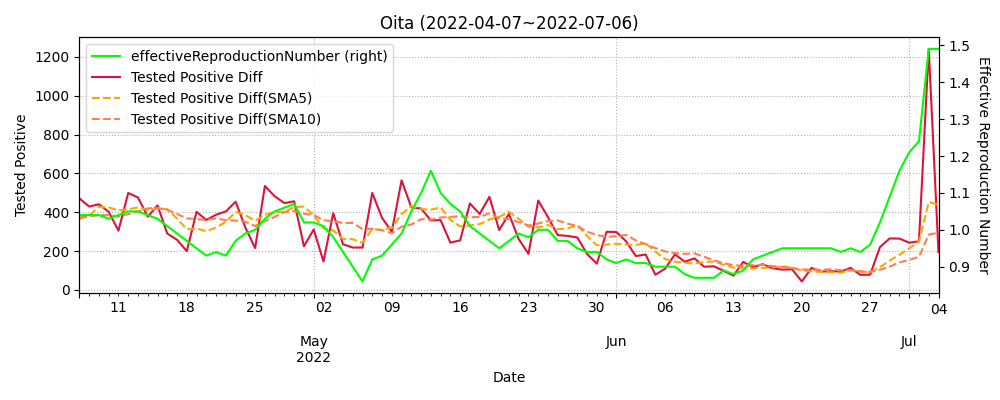 Oita (2022-04-07~2022-07-06)
effectiveReproductionNumber (right)
Tested Positive Diff
Tested Positive Diff(SMA5)
Tested Positive Diff(SMA10)
Tested Positive
1200
1000
800
600
400
200
0
Effective Reproduction Number
1.5
1.4
1.3
1.2
1.1
1.0
0.9
11 18 25 02 09 16 23 30 06 13 20 27 04
May Jun Jul
2022
Date